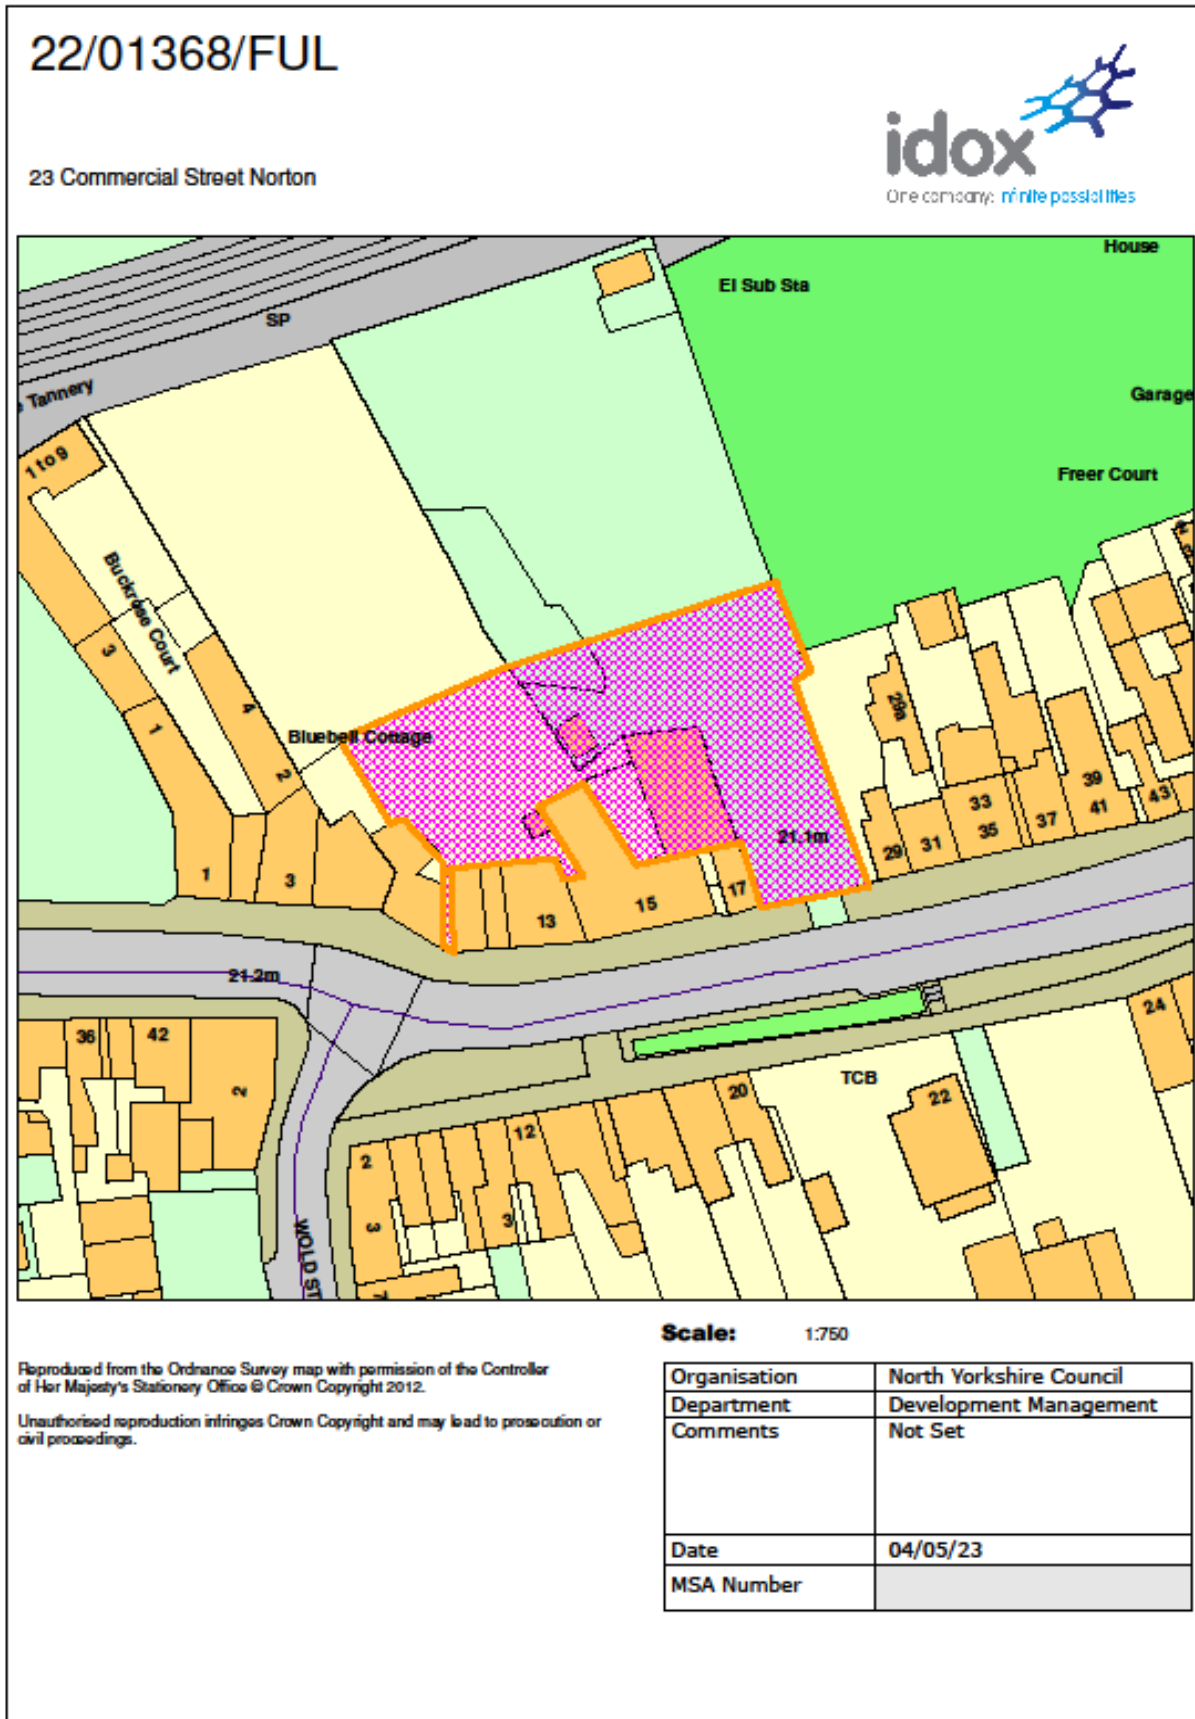 22/01368/FUL
idox
One company: infinite possibilities
23 Commercial Street Norton
House
El Sub Sta
SP
Tannery
Garage
1 to 9
Freer Court
Buckrose Court
3
1
4
2
Bluebell Cottage
29a
39
41
43
33
35
37
31
29
21.1m
1
3
13
15
17
21.2m
36
42
2
24
TCB
20
22
12
2
3
3
7
WOLD ST
Scale: 1:750
Reproduced from the Ordnance Survey map with permission of the Controller
of Her Majesty's Stationery Office © Crown Copyright 2012.
Unauthorised reproduction infringes Crown Copyright and may lead to prosecution or
civil proceedings.
Organisation North Yorkshire Council
Department Development Management
Comments Not Set
Date 04/05/23
MSA Number